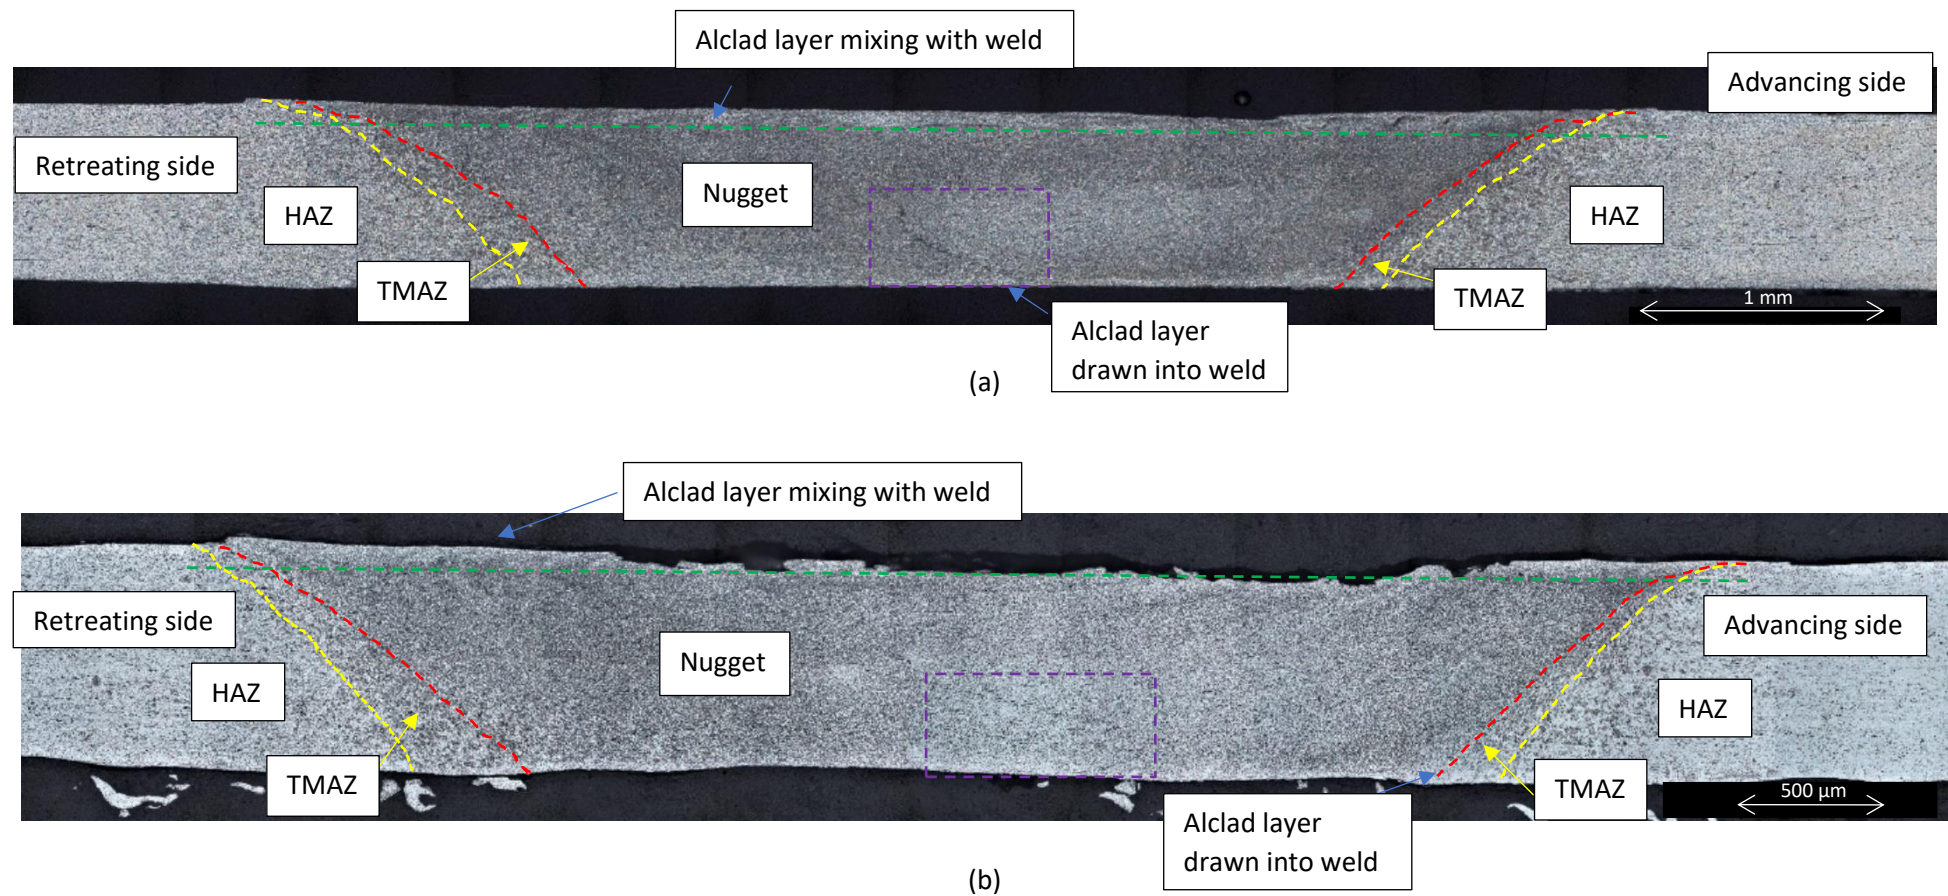 Alclad layer mixing with weld
Advancing side
Retreating side
Nugget
HAZ
HAZ
TMAZ
TMAZ
1 mm
Alclad layer
drawn into weld
(a)
Alclad layer mixing with weld
Retreating side
Advancing side
Nugget
HAZ
HAZ
TMAZ
TMAZ
500 µm
Alclad layer
drawn into weld
(b)